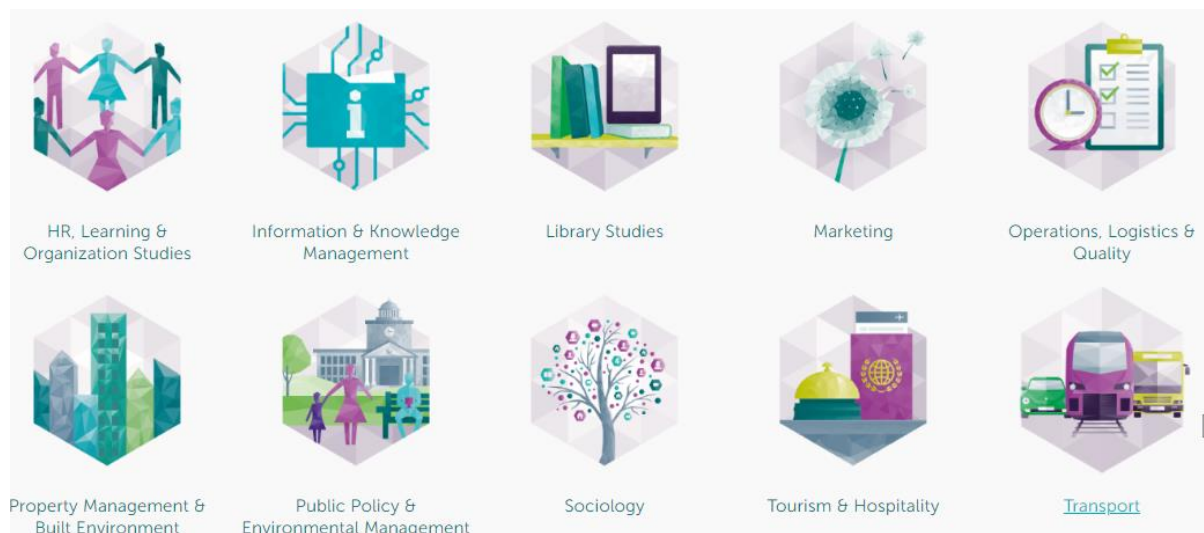 HR, Learning &
Organization Studies
Information & Knowledge
Management
Library Studies
Marketing
Operations, Logistics &
Quality
Property Management &
Built Environment
Public Policy &
Environmental Management
Sociology
Tourism & Hospitality
Transport